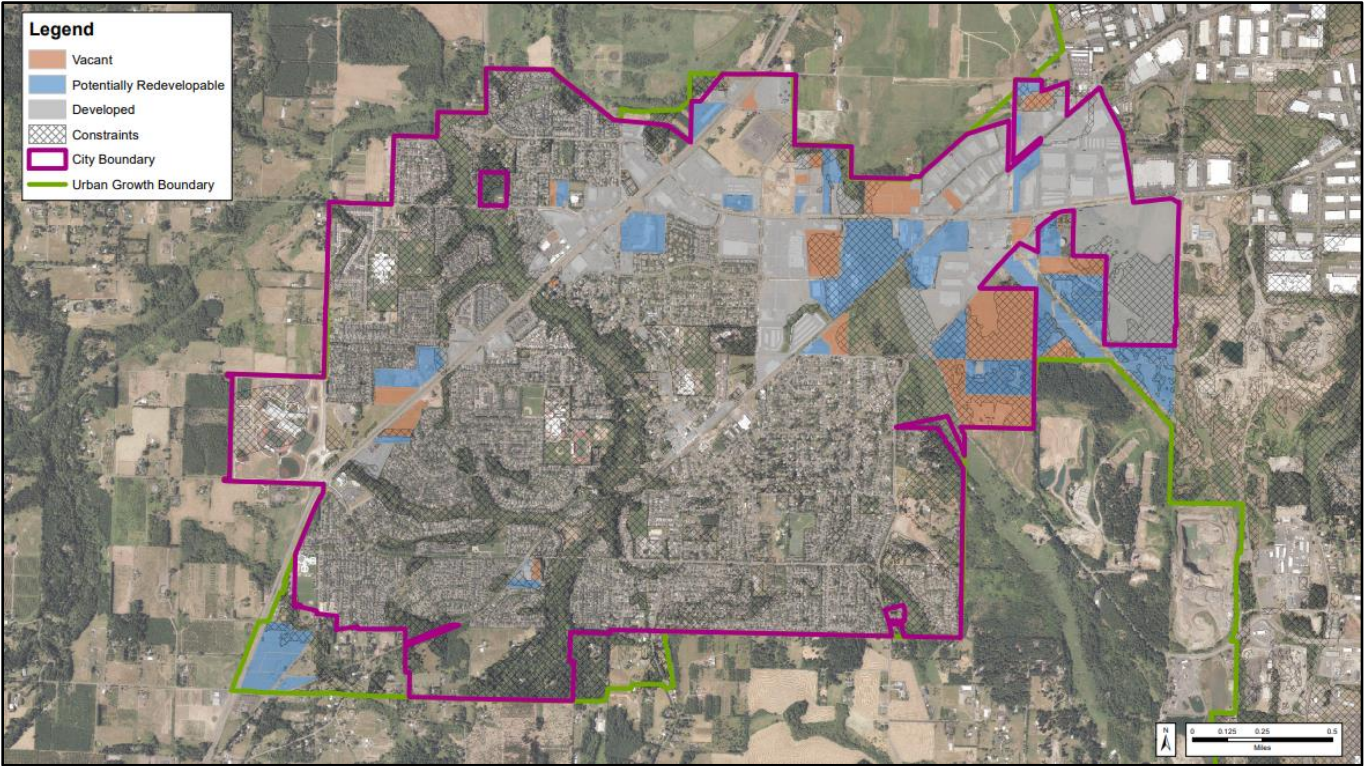 Legend
Vacant
Potentially Redevelopable
Developed
Constraints
City Boundary
Urban Growth Boundary
N
0 0.125 0.25 0.5
Miles